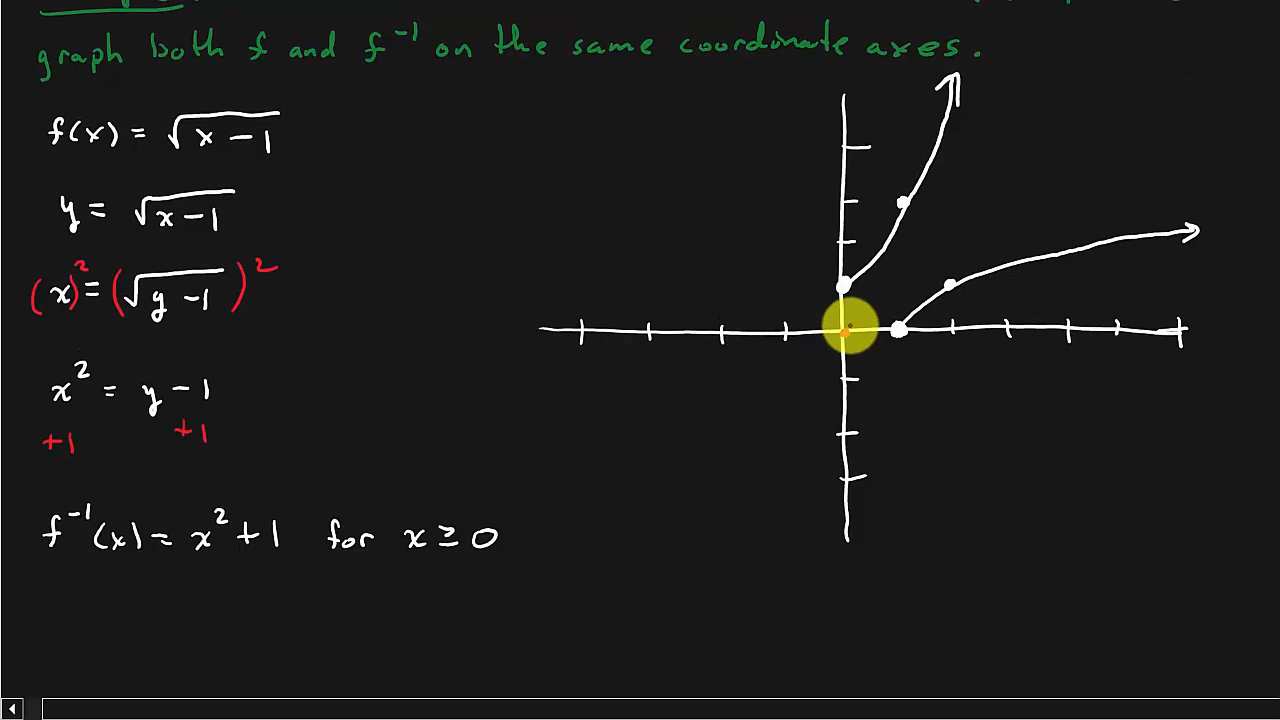 graph both f and f⁻¹ on the same coordinate axes.
f(x) = √(x − 1)
y = √(x − 1)
(x)² = (√(y − 1))²
x² = y − 1
+1 +1
f⁻¹(x) = x² + 1 for x ≥ 0